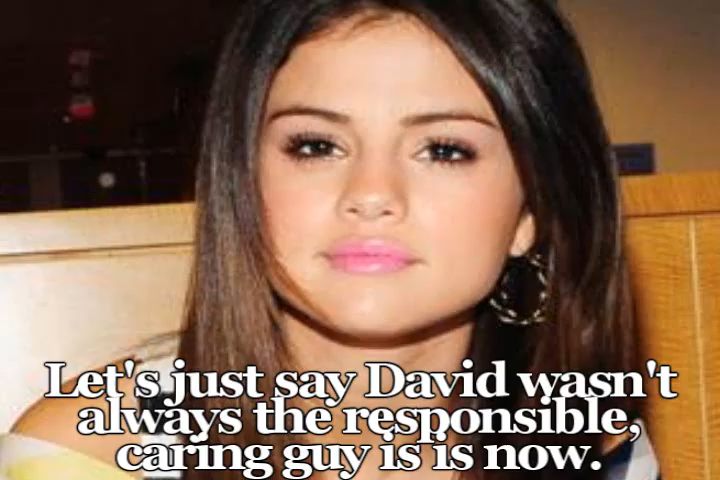 Let's just say David wasn't
always the responsible,
caring guy is is now.